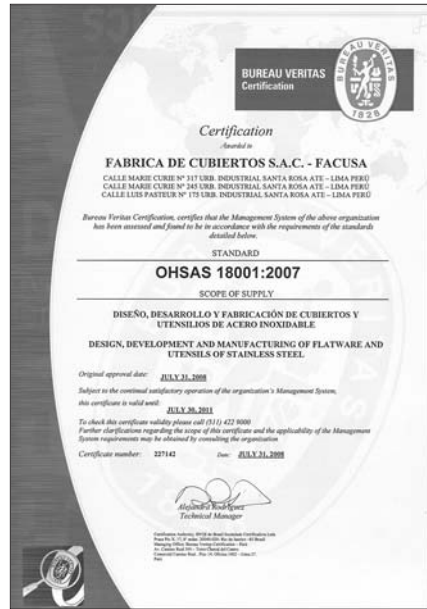 BUREAU VERITAS
Certification
BUREAU VERITAS
1828
Certification
Awarded to
FABRICA DE CUBIERTOS S.A.C. - FACUSA
CALLE MARIE CURIE Nº 317 URB. INDUSTRIAL SANTA ROSA ATE – LIMA PERÚ
CALLE MARIE CURIE Nº 245 URB. INDUSTRIAL SANTA ROSA ATE – LIMA PERÚ
CALLE LUIS PASTEUR Nº 175 URB. INDUSTRIAL SANTA ROSA ATE – LIMA PERÚ
Bureau Veritas Certification, certifies that the Management System of the above organization
has been assessed and found to be in accordance with the requirements of the standards
detailed below.
STANDARD
OHSAS 18001:2007
SCOPE OF SUPPLY
DISEÑO, DESARROLLO Y FABRICACIÓN DE CUBIERTOS Y
UTENSILIOS DE ACERO INOXIDABLE
DESIGN, DEVELOPMENT AND MANUFACTURING OF FLATWARE AND
UTENSILS OF STAINLESS STEEL
Original approval date: JULY 31, 2008
Subject to the continued satisfactory operation of the organization's Management System,
this certificate is valid until: JULY 30, 2011
To check this certificate validity please call (511) 422 9000
Further clarifications regarding the scope of this certificate and the applicability of the Management
System requirements may be obtained by consulting the organisation
Certificate number: 227142 Date: JULY 31, 2008
Alejandra Rodríguez
Technical Manager